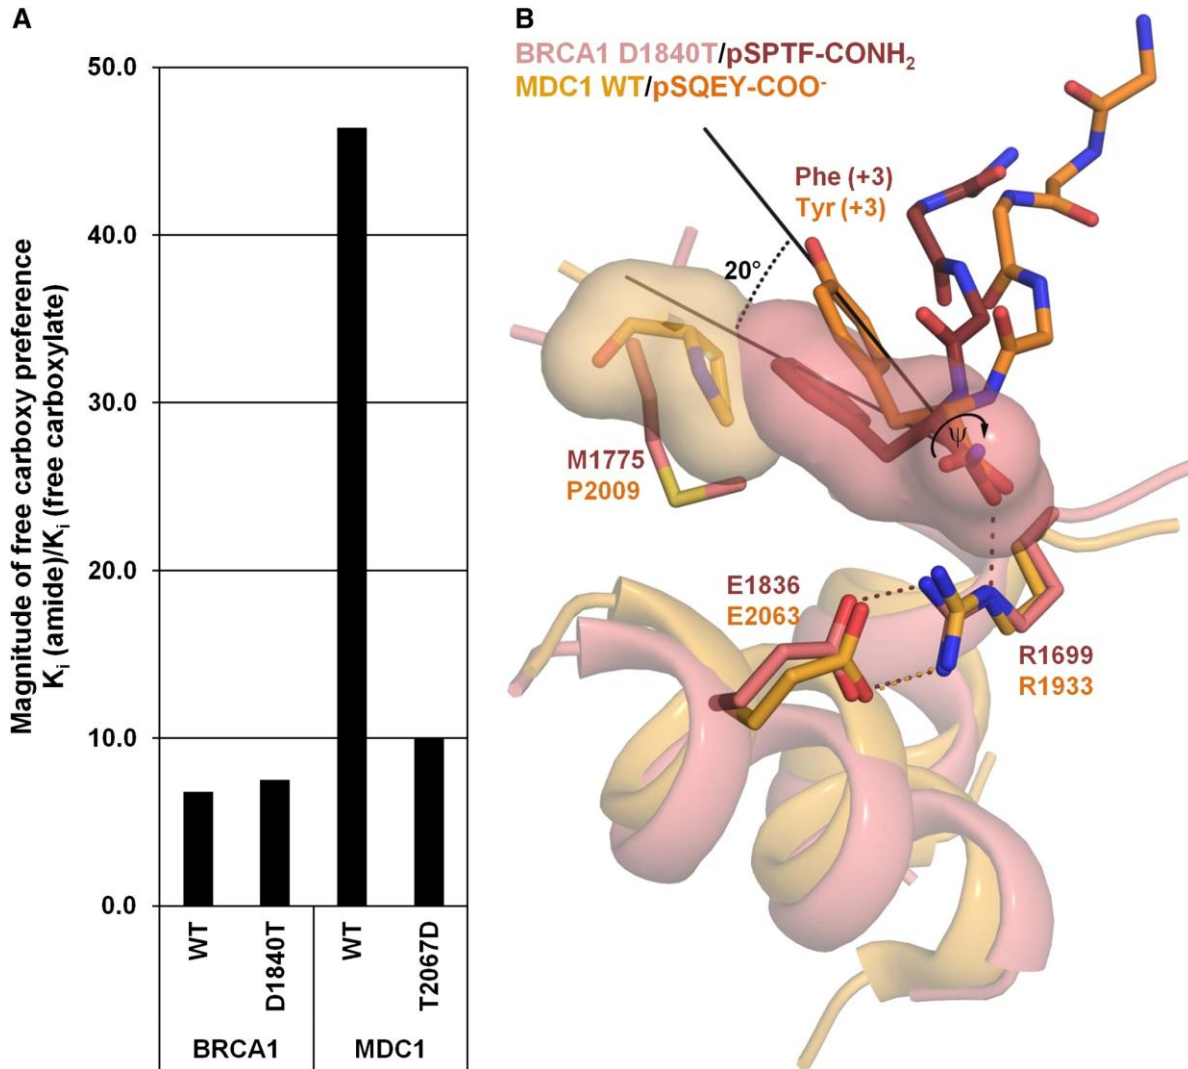 A
Magnitude of free carboxy preference
Kᵢ (amide)/Kᵢ (free carboxylate)
50.0
40.0
30.0
20.0
10.0
0.0
WT
D1840T
WT
T2067D
BRCA1
MDC1
B
BRCA1 D1840T/pSPTF-CONH₂
MDC1 WT/pSQEY-COO⁻
Phe (+3)
Tyr (+3)
20°
ψ
M1775
P2009
E1836
E2063
R1699
R1933